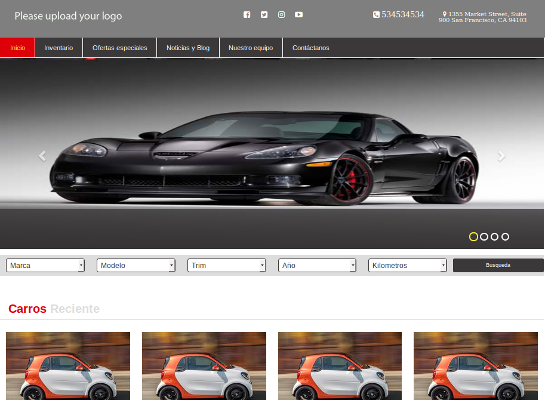 Please upload your logo
534534534
1355 Market Street, Suite
900 San Francisco, CA 94103
Inicio
Inventario
Ofertas especiales
Noticias y Blog
Nuestro equipo
Contáctanos
Marca
Modelo
Trim
Año
Kilometros
Busqueda
Carros Reciente